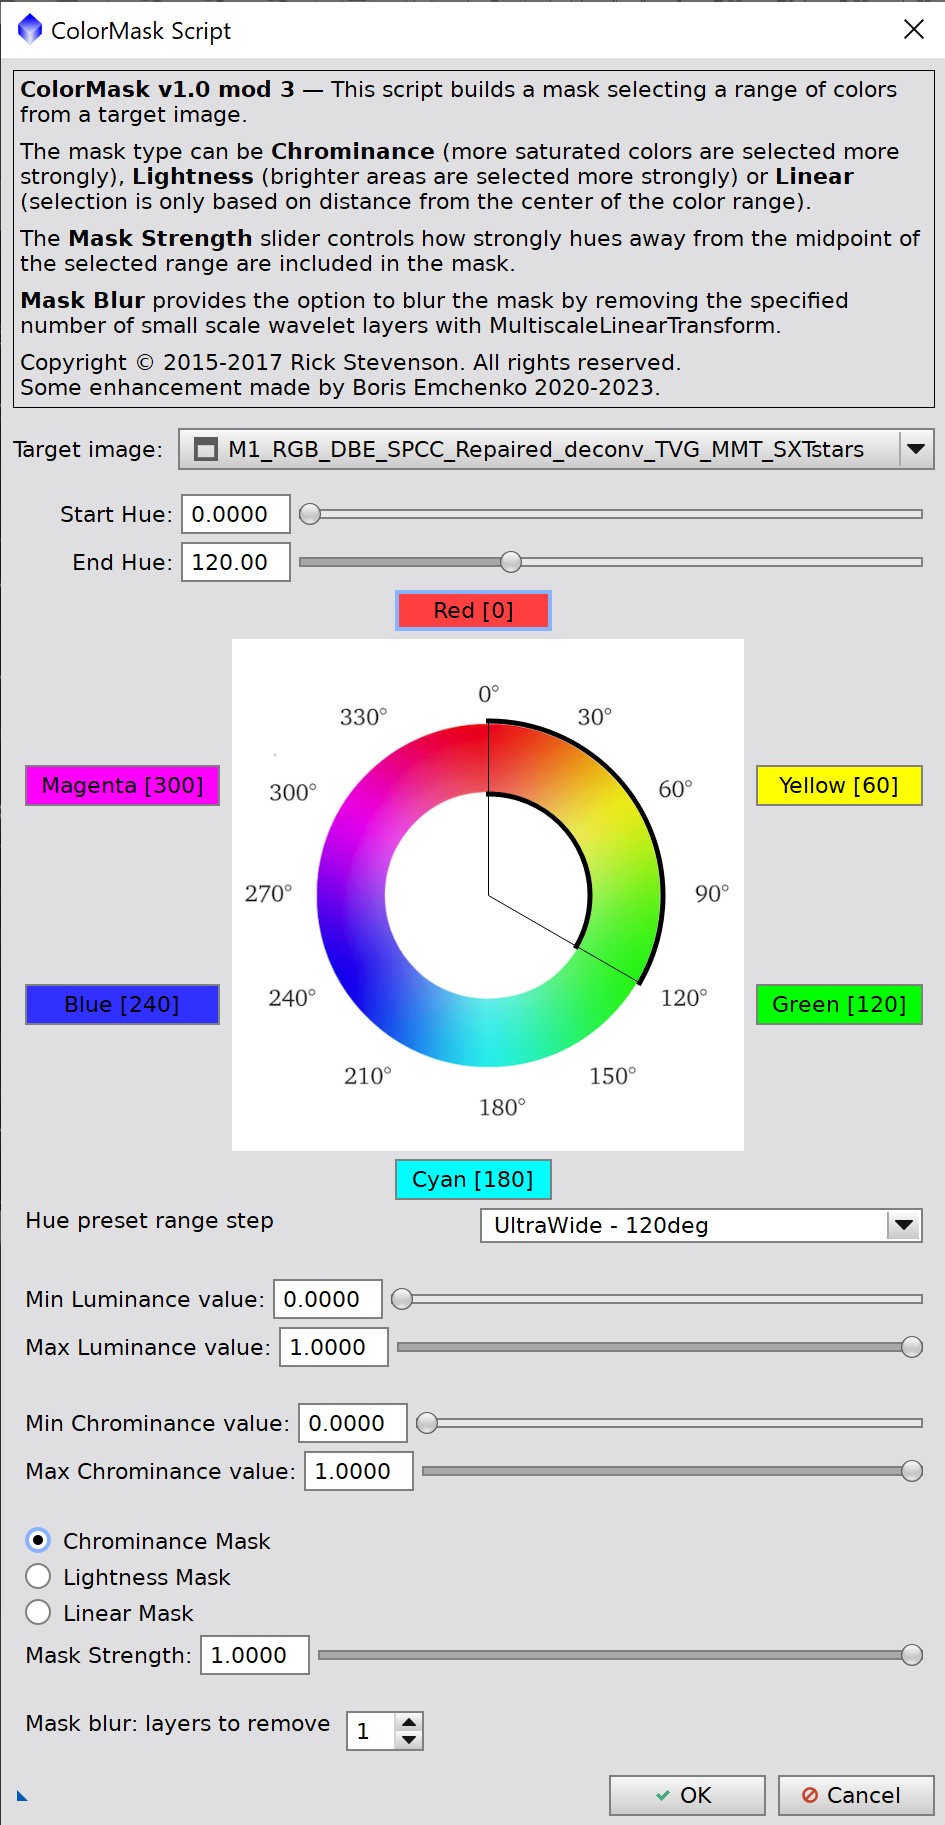 ColorMask Script
ColorMask v1.0 mod 3 — This script builds a mask selecting a range of colors
from a target image.
The mask type can be Chrominance (more saturated colors are selected more
strongly), Lightness (brighter areas are selected more strongly) or Linear
(selection is only based on distance from the center of the color range).
The Mask Strength slider controls how strongly hues away from the midpoint of
the selected range are included in the mask.
Mask Blur provides the option to blur the mask by removing the specified
number of small scale wavelet layers with MultiscaleLinearTransform.
Copyright © 2015-2017 Rick Stevenson. All rights reserved.
Some enhancement made by Boris Emchenko 2020-2023.
Target image: M1_RGB_DBE_SPCC_Repaired_deconv_TVG_MMT_SXTstars
Start Hue: 0.0000
End Hue: 120.00
Red [0]
0°
330° 30°
Magenta [300] 300° 60° Yellow [60]
270° 90°
Blue [240] 240° 120° Green [120]
210° 150°
180°
Cyan [180]
Hue preset range step UltraWide - 120deg
Min Luminance value: 0.0000
Max Luminance value: 1.0000
Min Chrominance value: 0.0000
Max Chrominance value: 1.0000
Chrominance Mask
Lightness Mask
Linear Mask
Mask Strength: 1.0000
Mask blur: layers to remove 1
OK Cancel